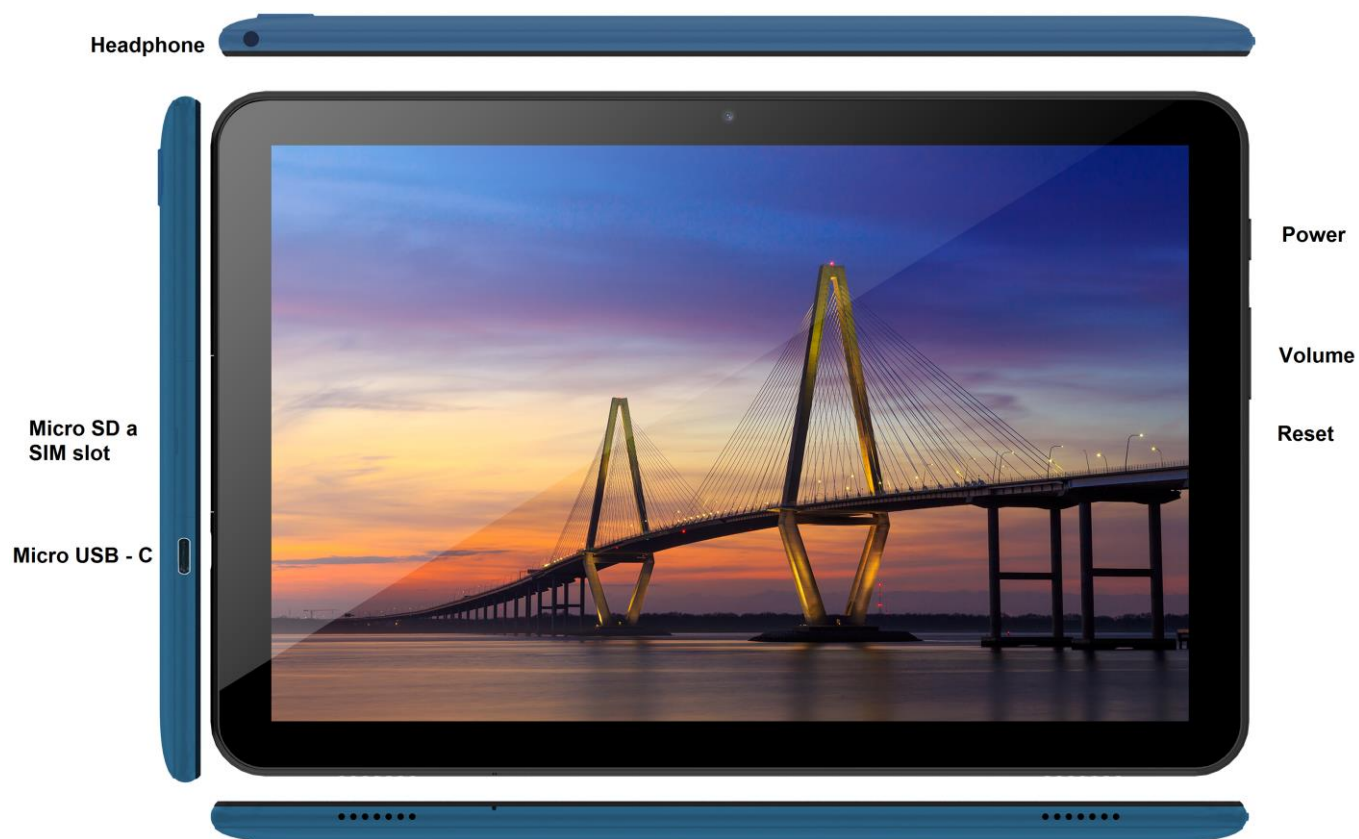 Headphone
Power
Volume
Micro SD a
SIM slot
Reset
Micro USB - C